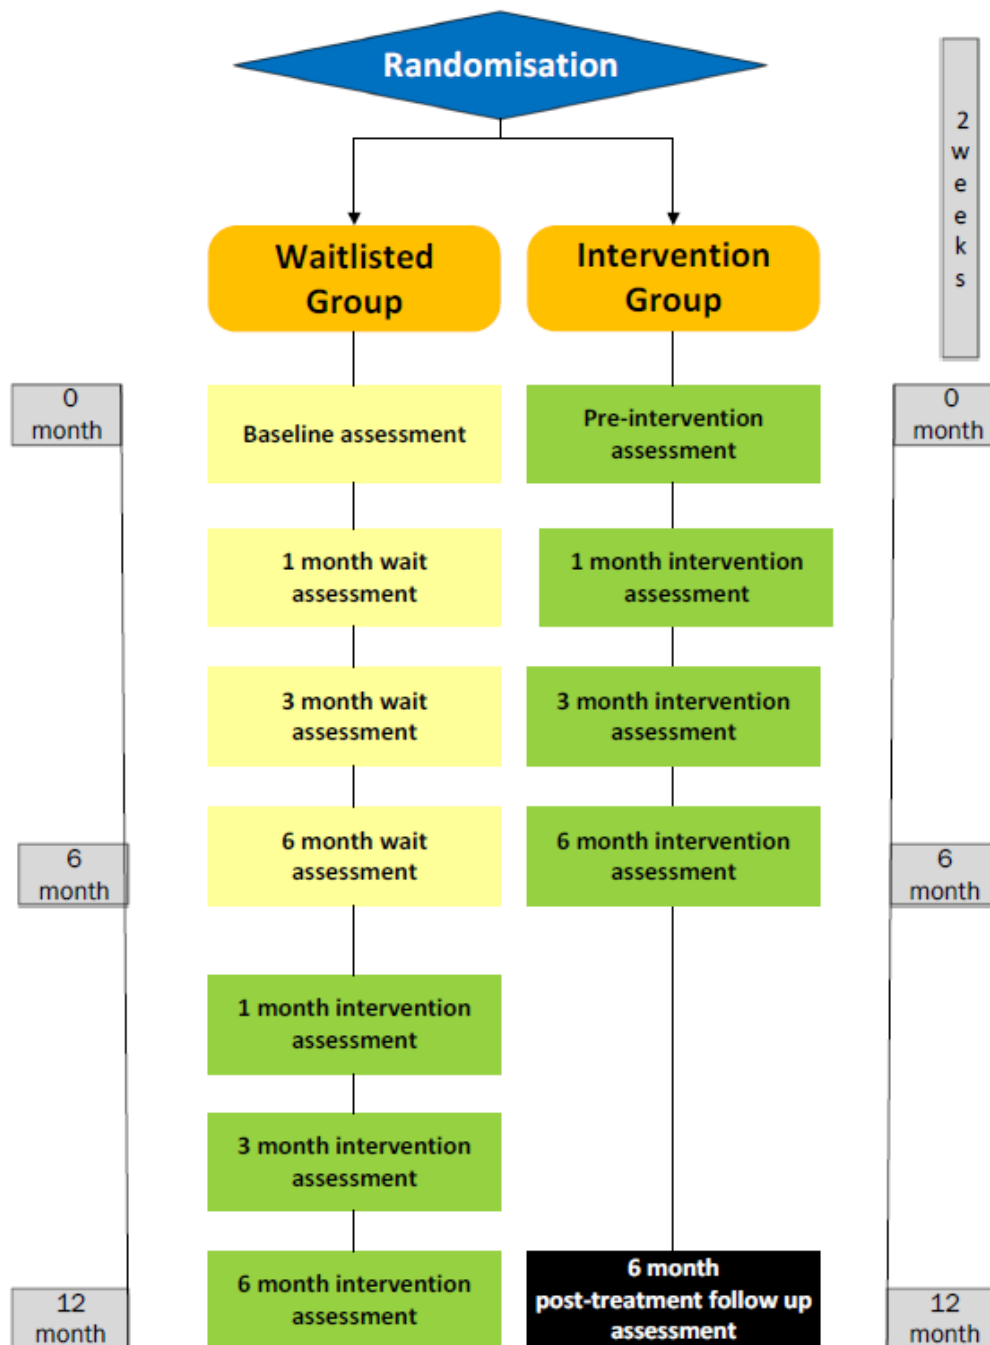 Randomisation
2
w
e
e
k
s
Waitlisted
Group
Intervention
Group
0
month
Baseline assessment
Pre-intervention
assessment
0
month
1 month wait
assessment
1 month intervention
assessment
3 month wait
assessment
3 month intervention
assessment
6
month
6 month wait
assessment
6 month intervention
assessment
6
month
1 month intervention
assessment
3 month intervention
assessment
12
month
6 month intervention
assessment
6 month
post-treatment follow up
assessment
12
month